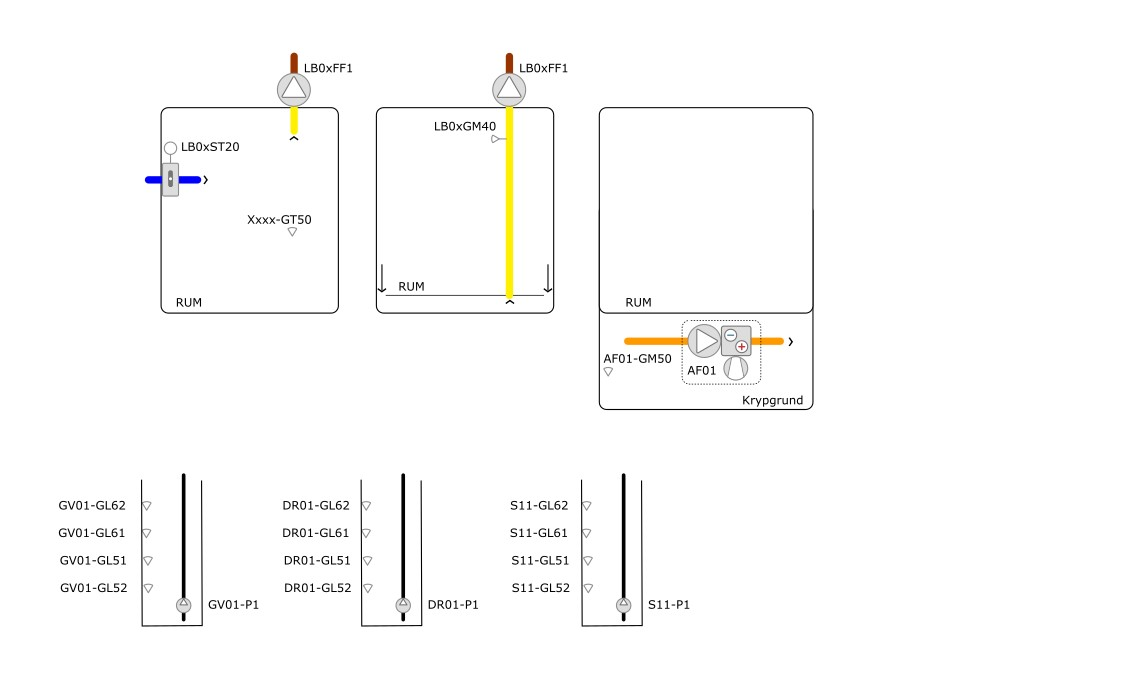 LB0xFF1
LB0xST20
Xxxx-GT50
RUM
LB0xFF1
LB0xGM40
RUM
RUM
AF01-GM50
AF01
Krypgrund
GV01-GL62
GV01-GL61
GV01-GL51
GV01-GL52
GV01-P1
DR01-GL62
DR01-GL61
DR01-GL51
DR01-GL52
DR01-P1
S11-GL62
S11-GL61
S11-GL51
S11-GL52
S11-P1